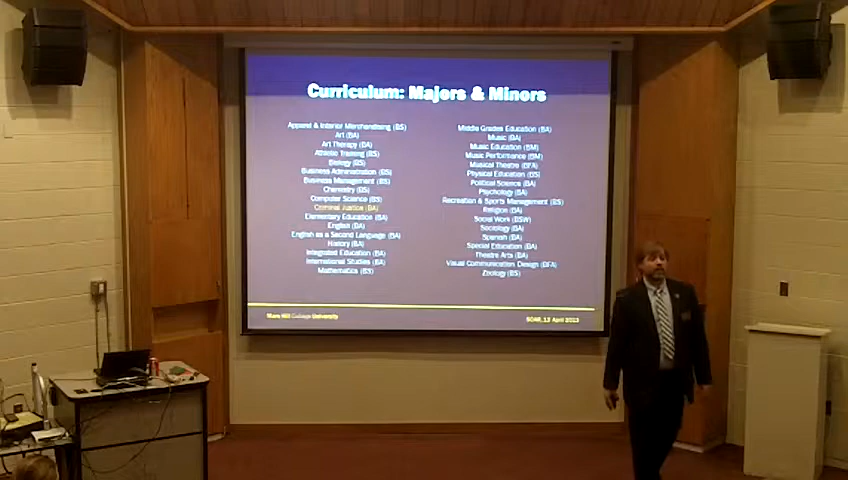 Curriculum: Majors & Minors
Apparel & Interior Merchandising (BS)
Art (BA)
Art Therapy (BA)
Athletic Training (BS)
Biology (BS)
Business Administration (BS)
Business Management (BS)
Chemistry (BS)
Computer Science (BS)
Criminal Justice (BA)
Elementary Education (BA)
English (BA)
English as a Second Language (BA)
History (BA)
Integrated Education (BA)
International Studies (BA)
Mathematics (BS)
Middle Grades Education (BA)
Music (BA)
Music Education (BM)
Music Performance (BM)
Musical Theatre (BFA)
Physical Education (BS)
Political Science (BA)
Psychology (BA)
Recreation & Sports Management (BS)
Religion (BA)
Social Work (BSW)
Sociology (BA)
Spanish (BA)
Special Education (BA)
Theatre Arts (BA)
Visual Communication Design (BFA)
Zoology (BS)
Mars Hill College University
SOAR, 13 April 2013